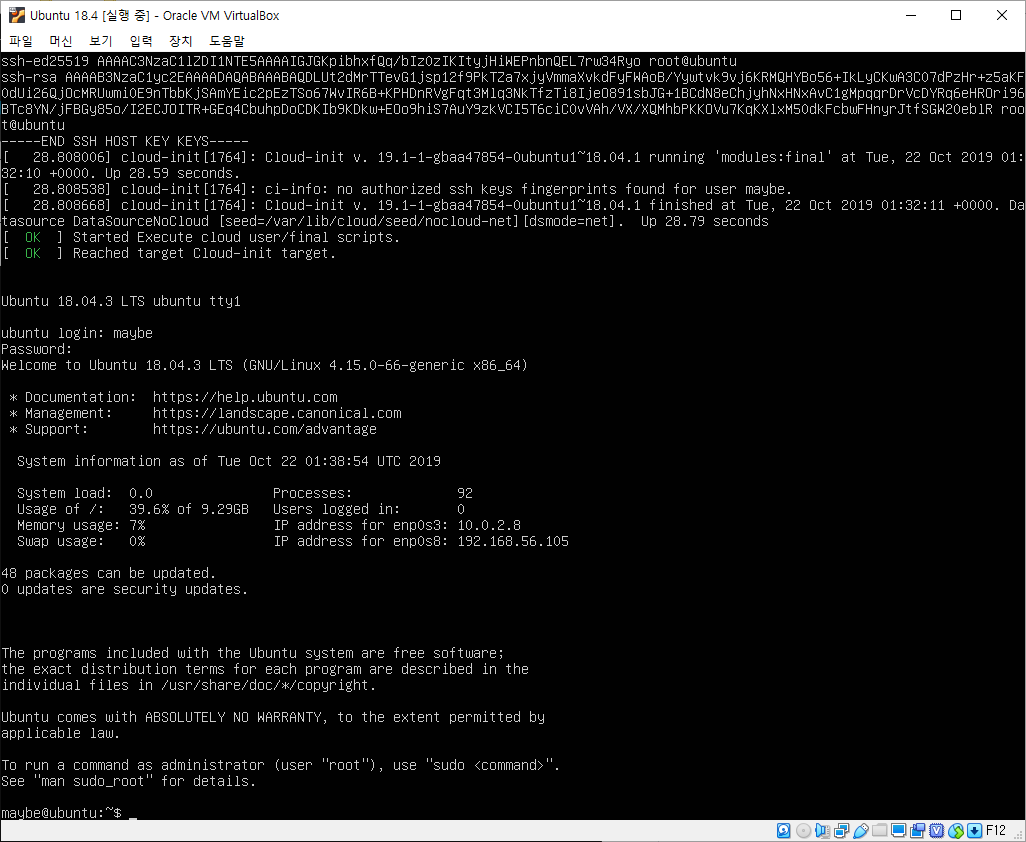 Ubuntu 18.4 [실행 중] - Oracle VM VirtualBox
파일 머신 보기 입력 장치 도움말
ssh-ed25519 AAAAC3NzaC1lZDI1NTE5AAAAIGJGKpibhxfQq/bIz0zIKItyjHiWEPnbnQEL7rw34Ryo root@ubuntu
ssh-rsa AAAAB3NzaC1yc2EAAAADAQABAAABAQDLUt2dMrTTevG1jsp12f9PkTZa7xjyVmmaXvkdFyFWAoB/Yywtvk9vj6KRMQHYBo56+IkLyCKwA3C07dPzHr+z5aKF
0dUi26QjOcMRUwmi0E9nTbbKjSAmYEic2pEzTSo67WvIR6B+KPHDnRVgFqt3Mlq3NkTfzTi8IjeO891sbJG+1BCdN8eChjyhNxHNxAvC1gMpqqrDrVcDYRq6eHROri96
BTc8YN/jFBGy85o/I2ECJOITR+GEq4CbuhpDoCDKIb9KDkw+EOo9hiS7AuY9zkVCI5T6ciC0vVAh/VX/XQMhbPKKOVu7KqKXlxM50dkFcbwFHnyrJtfSGW20eblR roo
t@ubuntu
-----END SSH HOST KEY KEYS-----
[   28.808006] cloud-init[1764]: Cloud-init v. 19.1-1-gbaa47854-0ubuntu1~18.04.1 running 'modules:final' at Tue, 22 Oct 2019 01:
32:10 +0000. Up 28.59 seconds.
[   28.808538] cloud-init[1764]: ci-info: no authorized ssh keys fingerprints found for user maybe.
[   28.808668] cloud-init[1764]: Cloud-init v. 19.1-1-gbaa47854-0ubuntu1~18.04.1 finished at Tue, 22 Oct 2019 01:32:11 +0000. Da
tasource DataSourceNoCloud [seed=/var/lib/cloud/seed/nocloud-net][dsmode=net].  Up 28.79 seconds
[  OK  ] Started Execute cloud user/final scripts.
[  OK  ] Reached target Cloud-init target.
Ubuntu 18.04.3 LTS ubuntu tty1
ubuntu login: maybe
Password:
Welcome to Ubuntu 18.04.3 LTS (GNU/Linux 4.15.0-66-generic x86_64)
* Documentation:  https://help.ubuntu.com
* Management:     https://landscape.canonical.com
* Support:        https://ubuntu.com/advantage
System information as of Tue Oct 22 01:38:54 UTC 2019
System load:  0.0               Processes:             92
Usage of /:   39.6% of 9.29GB   Users logged in:       0
Memory usage: 7%                IP address for enp0s3: 10.0.2.8
Swap usage:   0%                IP address for enp0s8: 192.168.56.105
48 packages can be updated.
0 updates are security updates.
The programs included with the Ubuntu system are free software;
the exact distribution terms for each program are described in the
individual files in /usr/share/doc/*/copyright.
Ubuntu comes with ABSOLUTELY NO WARRANTY, to the extent permitted by
applicable law.
To run a command as administrator (user "root"), use "sudo <command>".
See "man sudo_root" for details.
maybe@ubuntu:~$ _
F12